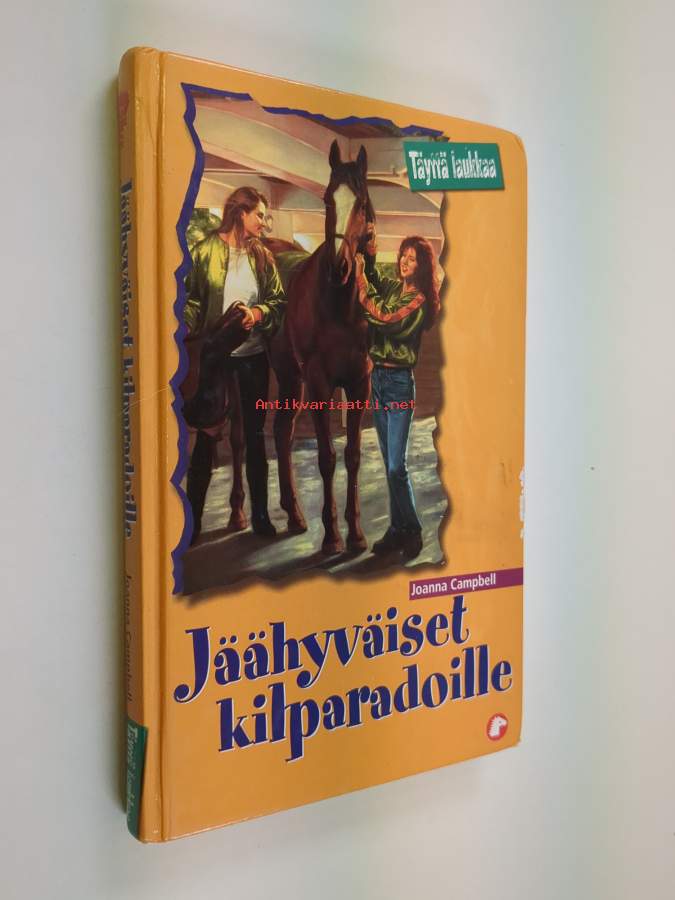 Täyttä laukkaa
Antikvariaatti.net
Joanna Campbell
Jäähyväiset
kilparadoille
Jäähyväiset kilparadoille
Joanna Campbell
Täyttä laukkaa